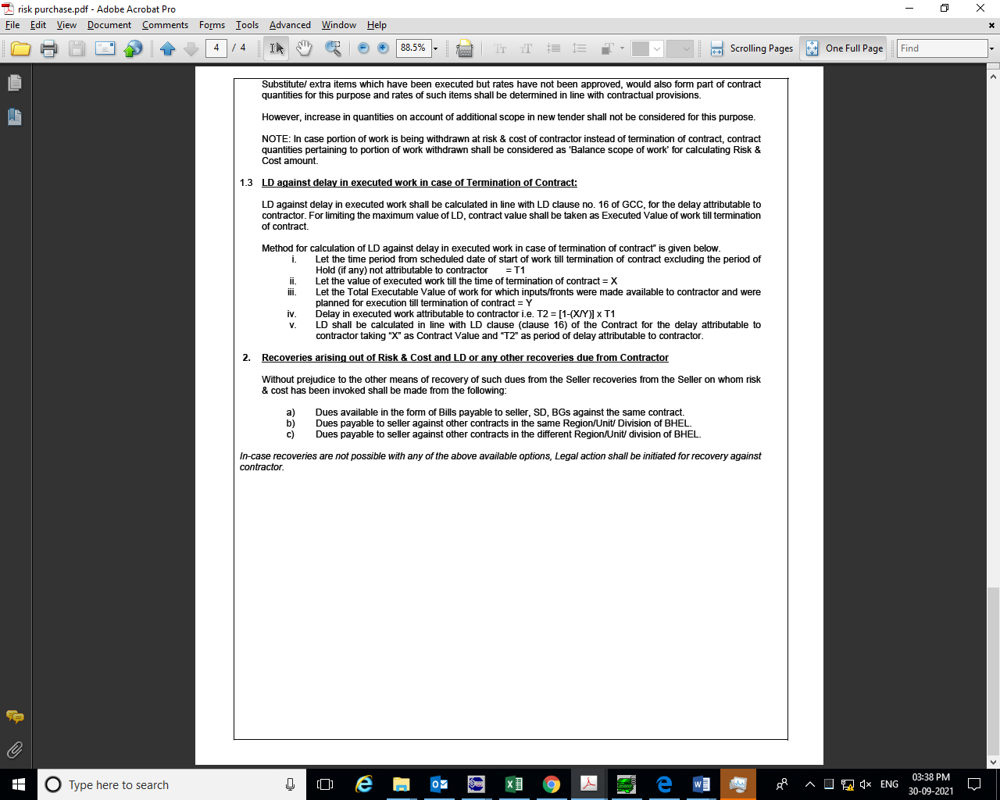 risk purchase.pdf - Adobe Acrobat Pro
File Edit View Document Comments Forms Tools Advanced Window Help
4 / 4 88.5% Scrolling Pages One Full Page Find
Substitute/ extra items which have been executed but rates have not been approved, would also form part of contract
quantities for this purpose and rates of such items shall be determined in line with contractual provisions.
However, increase in quantities on account of additional scope in new tender shall not be considered for this purpose.
NOTE: In case portion of work is being withdrawn at risk & cost of contractor instead of termination of contract, contract
quantities pertaining to portion of work withdrawn shall be considered as ‘Balance scope of work’ for calculating Risk &
Cost amount.
1.3 LD against delay in executed work in case of Termination of Contract:
LD against delay in executed work shall be calculated in line with LD clause no. 16 of GCC, for the delay attributable to
contractor. For limiting the maximum value of LD, contract value shall be taken as Executed Value of work till termination
of contract.
Method for calculation of LD against delay in executed work in case of termination of contract” is given below.
i. Let the time period from scheduled date of start of work till termination of contract excluding the period of
Hold (if any) not attributable to contractor = T1
ii. Let the value of executed work till the time of termination of contract = X
iii. Let the Total Executable Value of work for which inputs/fronts were made available to contractor and were
planned for execution till termination of contract = Y
iv. Delay in executed work attributable to contractor i.e. T2 = [1-(X/Y)] x T1
v. LD shall be calculated in line with LD clause (clause 16) of the Contract for the delay attributable to
contractor taking “X” as Contract Value and “T2” as period of delay attributable to contractor.
2. Recoveries arising out of Risk & Cost and LD or any other recoveries due from Contractor
Without prejudice to the other means of recovery of such dues from the Seller recoveries from the Seller on whom risk
& cost has been invoked shall be made from the following:
a) Dues available in the form of Bills payable to seller, SD, BGs against the same contract.
b) Dues payable to seller against other contracts in the same Region/Unit/ Division of BHEL.
c) Dues payable to seller against other contracts in the different Region/Unit/ division of BHEL.
In-case recoveries are not possible with any of the above available options, Legal action shall be initiated for recovery against
contractor.
Type here to search
ENG
03:38 PM
30-09-2021